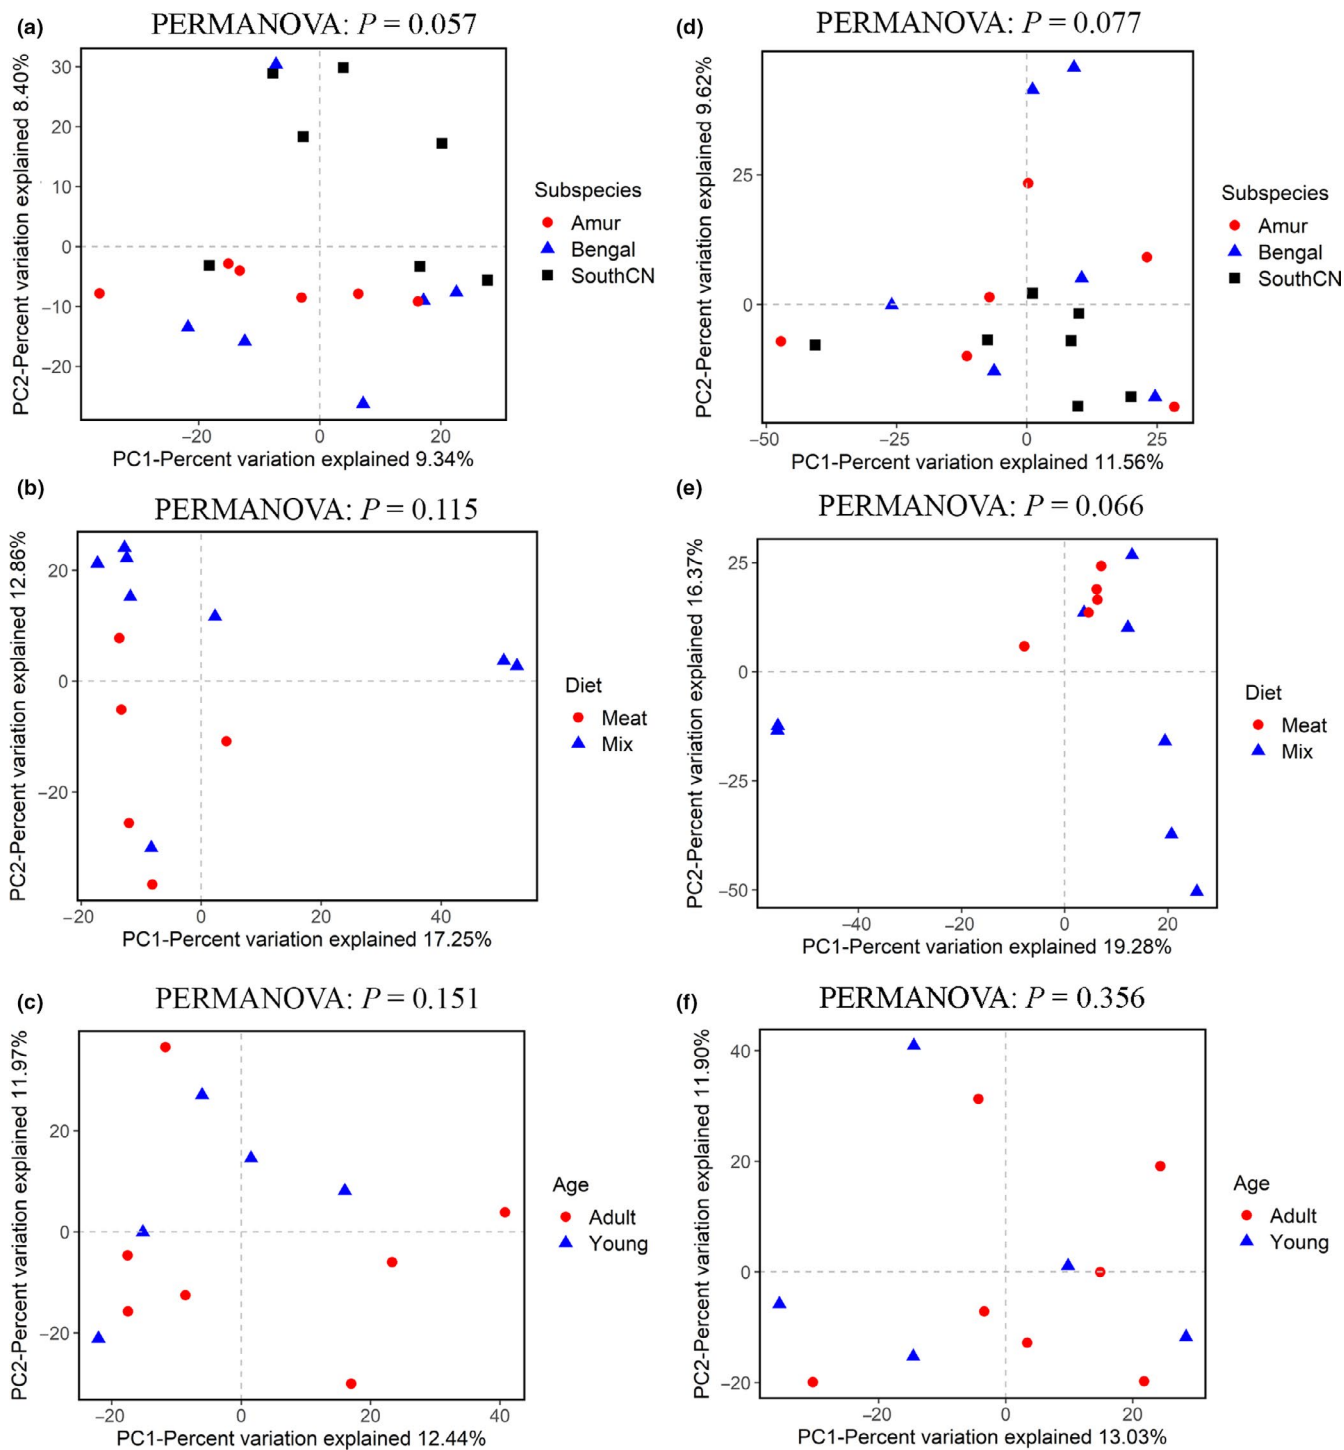 (a) PERMANOVA: P = 0.057
PC2-Percent variation explained 8.40%
30
20
10
0
−10
−20
−20 0 20
PC1-Percent variation explained 9.34%
Subspecies
Amur
Bengal
SouthCN
(d) PERMANOVA: P = 0.077
PC2-Percent variation explained 9.62%
25
0
−50 −25 0 25
PC1-Percent variation explained 11.56%
Subspecies
Amur
Bengal
SouthCN
(b) PERMANOVA: P = 0.115
PC2-Percent variation explained 12.86%
20
0
−20
−20 0 20 40
PC1-Percent variation explained 17.25%
Diet
Meat
Mix
(e) PERMANOVA: P = 0.066
PC2-Percent variation explained 16.37%
25
0
−25
−50
−40 −20 0 20
PC1-Percent variation explained 19.28%
Diet
Meat
Mix
(c) PERMANOVA: P = 0.151
PC2-Percent variation explained 11.97%
20
0
−20
−20 0 20 40
PC1-Percent variation explained 12.44%
Age
Adult
Young
(f) PERMANOVA: P = 0.356
PC2-Percent variation explained 11.90%
40
20
0
−20
−20 0 20
PC1-Percent variation explained 13.03%
Age
Adult
Young